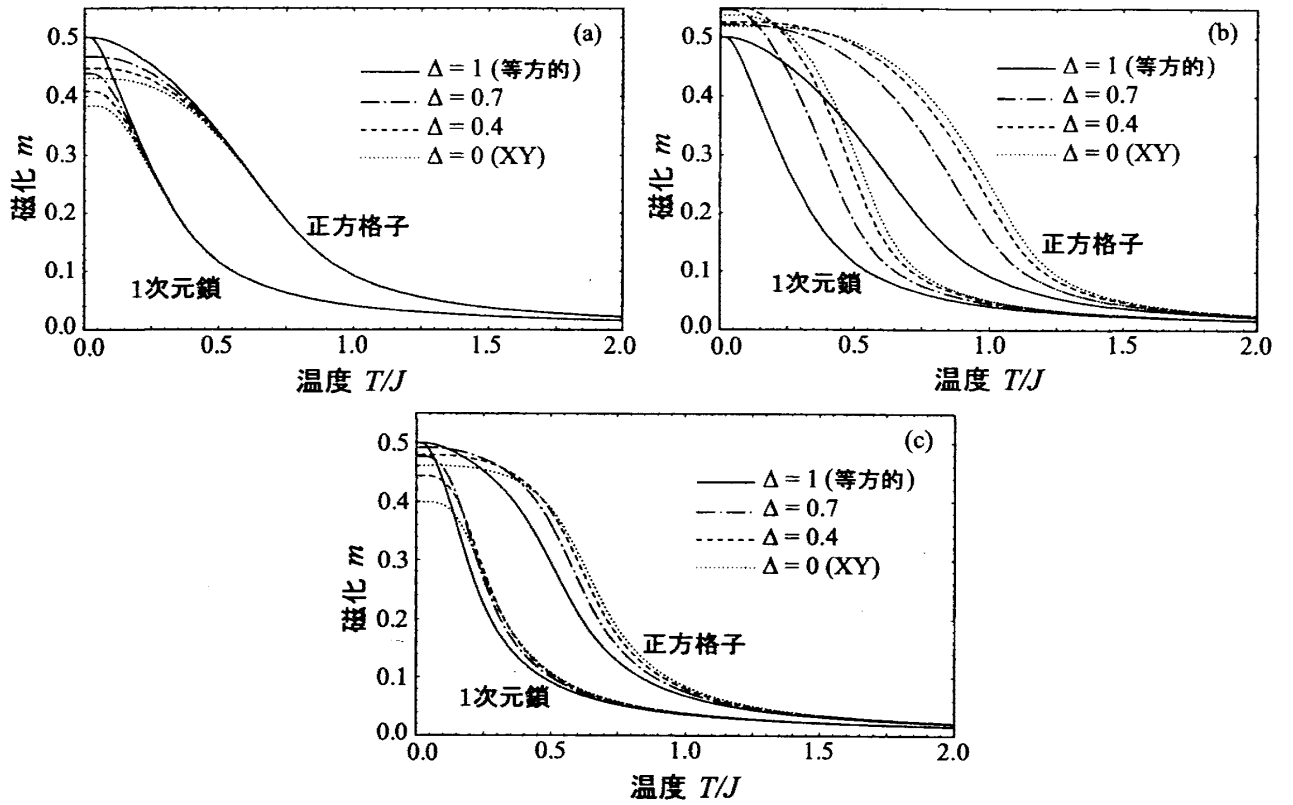 (a)
Δ = 1 (等方的)
Δ = 0.7
Δ = 0.4
Δ = 0 (XY)
正方格子
1次元鎖
磁化 m
0.5
0.4
0.3
0.2
0.1
0.0
0.0 0.5 1.0 1.5 2.0
温度 T/J
(b)
Δ = 1 (等方的)
Δ = 0.7
Δ = 0.4
Δ = 0 (XY)
正方格子
1次元鎖
磁化 m
0.5
0.4
0.3
0.2
0.1
0.0
0.0 0.5 1.0 1.5 2.0
温度 T/J
(c)
Δ = 1 (等方的)
Δ = 0.7
Δ = 0.4
Δ = 0 (XY)
正方格子
1次元鎖
磁化 m
0.5
0.4
0.3
0.2
0.1
0.0
0.0 0.5 1.0 1.5 2.0
温度 T/J